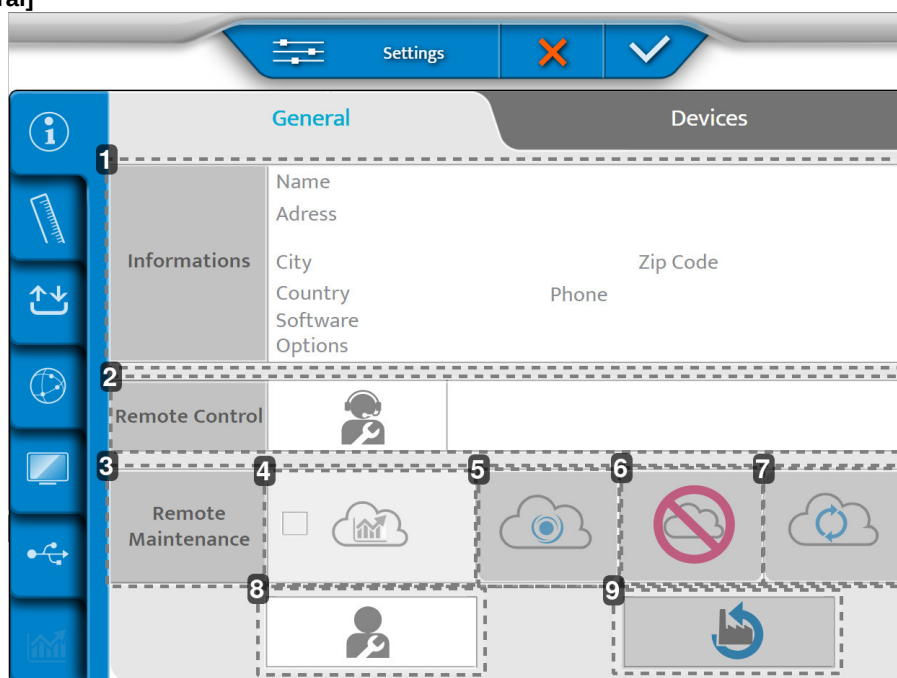 Settings
General
Devices
1
Informations
Name
Adress
City
Zip Code
Country
Phone
Software
Options
2
Remote Control
3
4
5
6
7
Remote
Maintenance
8
9